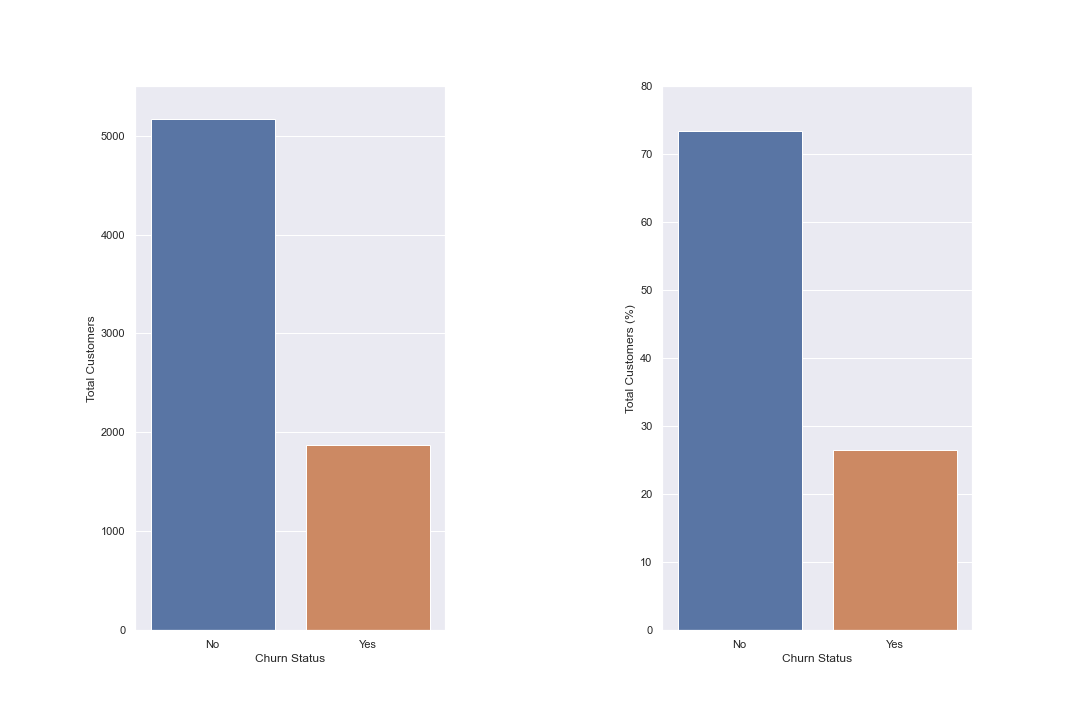 5000
4000
3000
2000
1000
0
Total Customers
No Yes
Churn Status
80
70
60
50
40
30
20
10
0
Total Customers (%)
No Yes
Churn Status